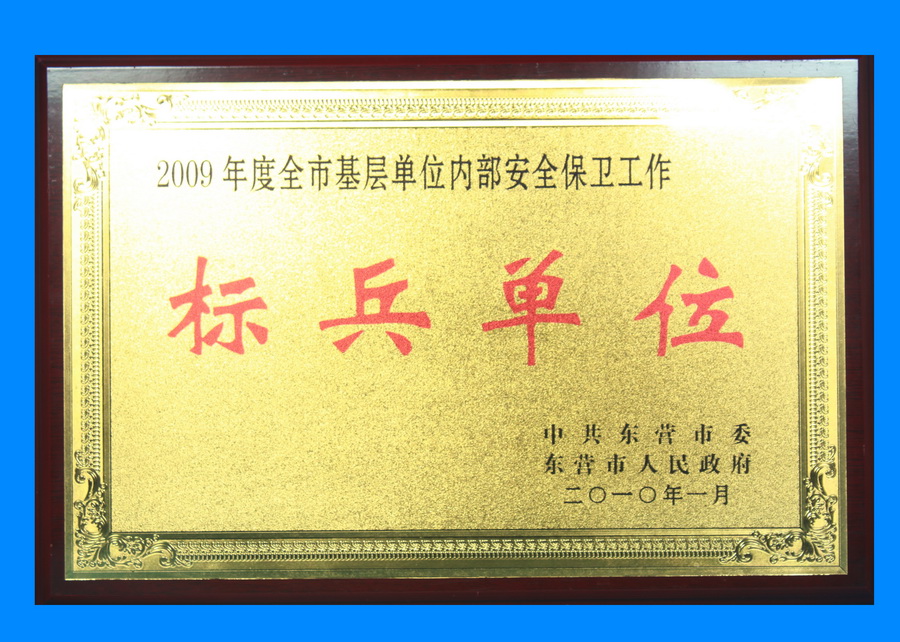 2009年度全市基层单位内部安全保卫工作
标兵单位
中共东营市委
东营市人民政府
二〇一〇年一月